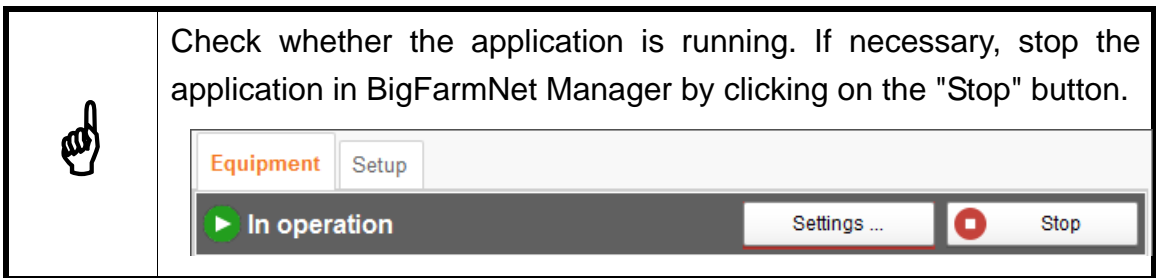 Check whether the application is running. If necessary, stop the
application in BigFarmNet Manager by clicking on the "Stop" button.
Equipment Setup
In operation Settings ... Stop